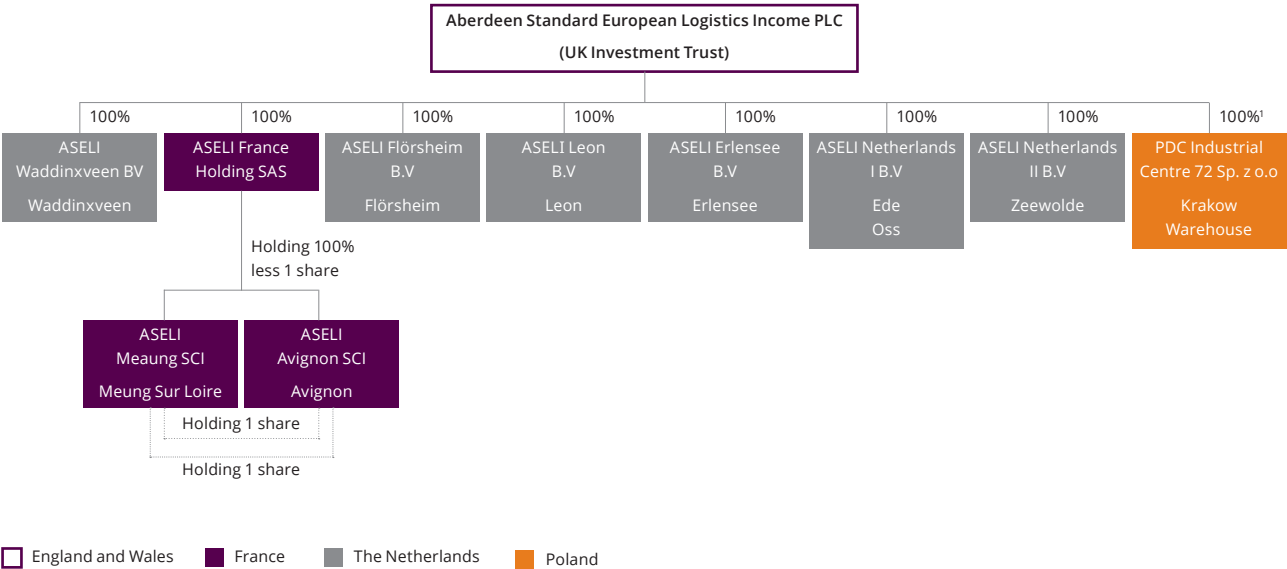 Aberdeen Standard European Logistics Income PLC
(UK Investment Trust)
100%
100%
100%
100%
100%
100%
100%
100%¹
ASELI
Waddinxveen BV
Waddinxveen
ASELI France
Holding SAS
ASELI Flörsheim
B.V
Flörsheim
ASELI Leon
B.V
Leon
ASELI Erlensee
B.V
Erlensee
ASELI Netherlands
I B.V
Ede
Oss
ASELI Netherlands
II B.V
Zeewolde
PDC Industrial
Centre 72 Sp. z o.o
Krakow
Warehouse
Holding 100%
less 1 share
ASELI
Meaung SCI
Meung Sur Loire
ASELI
Avignon SCI
Avignon
Holding 1 share
Holding 1 share
England and Wales
France
The Netherlands
Poland